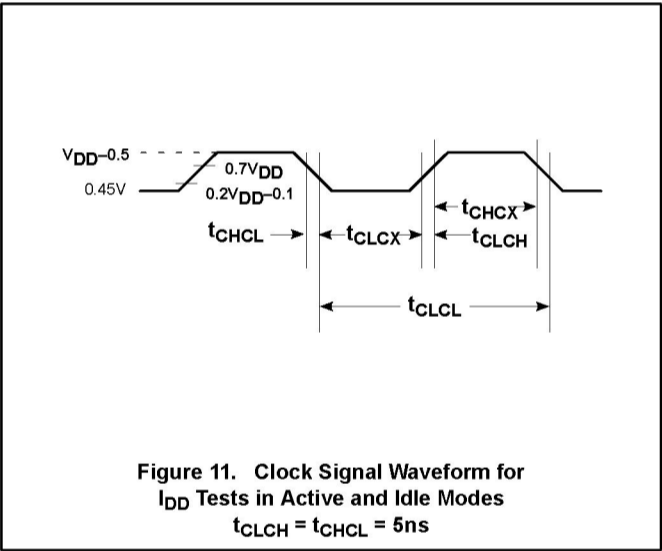 VDD–0.5
0.7VDD
0.45V
0.2VDD–0.1
tCHCX
tCHCL
tCLCX
tCLCH
tCLCL
Figure 11. Clock Signal Waveform for
IDD Tests in Active and Idle Modes
tCLCH = tCHCL = 5ns